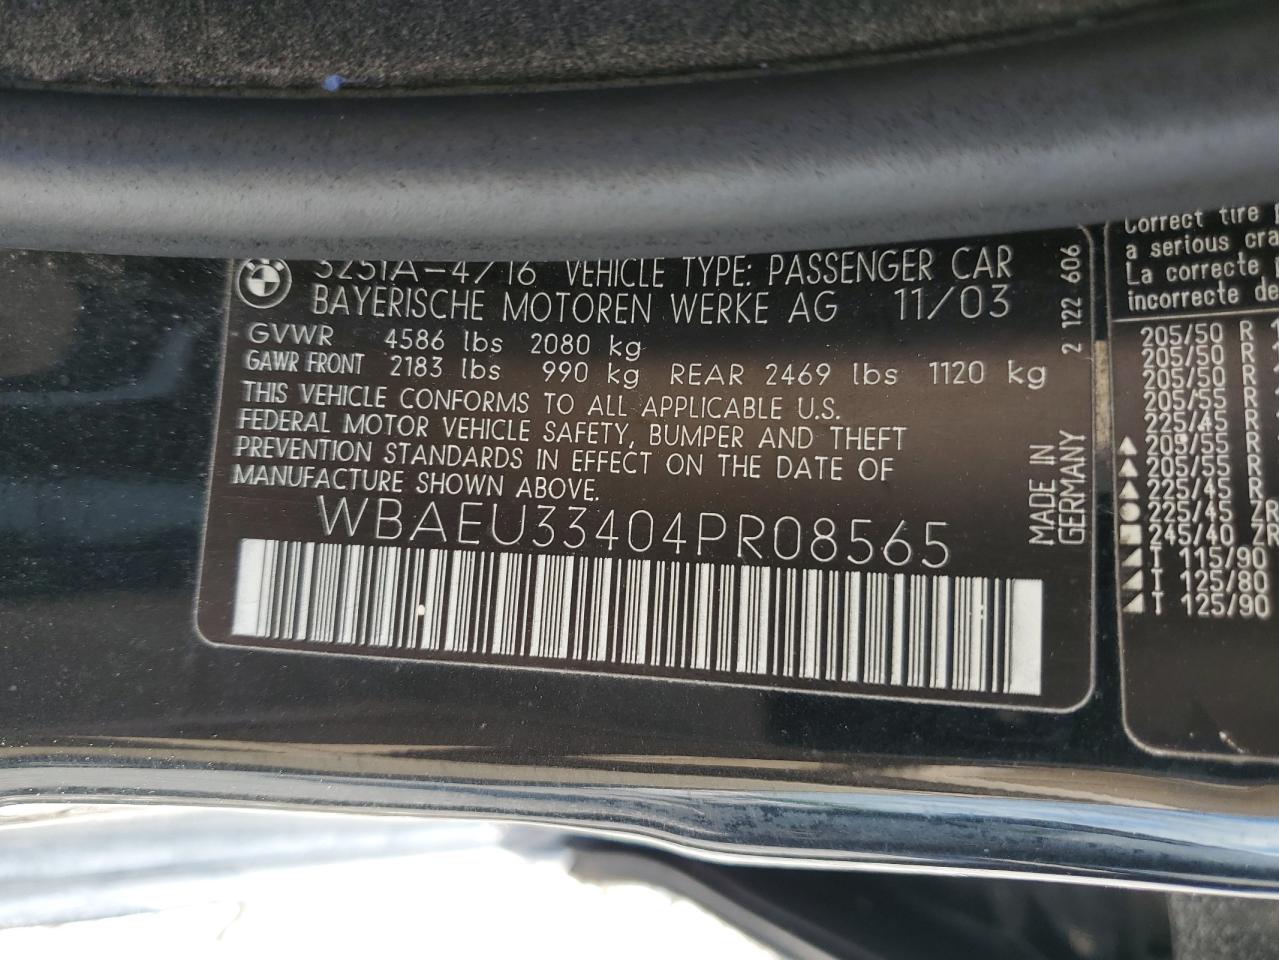 325iA-4/16 VEHICLE TYPE: PASSENGER CAR
BAYERISCHE MOTOREN WERKE AG 11/03
GVWR 4586 lbs 2080 kg
GAWR FRONT 2183 lbs 990 kg REAR 2469 lbs 1120 kg
THIS VEHICLE CONFORMS TO ALL APPLICABLE U.S.
FEDERAL MOTOR VEHICLE SAFETY, BUMPER AND THEFT
PREVENTION STANDARDS IN EFFECT ON THE DATE OF
MANUFACTURE SHOWN ABOVE.
WBAEU33404PR08565
2 122 606
MADE IN
GERMANY
Correct tire
a serious
La correcte
incorrecte
205/50 R
205/50 R
205/50 R
205/55 R
225/45 R
205/55 R
205/55 R
225/45 R
225/45 ZR
245/40 ZR
T 115/90
T 125/80
T 125/90